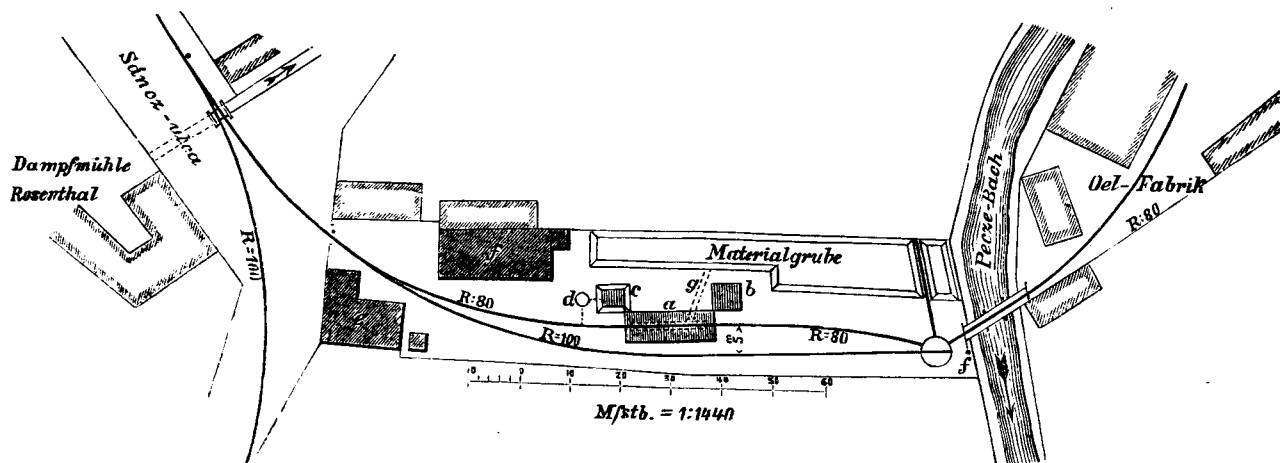 Sánoz-utca
Dampfmühle
Rosenthal
R=100
Oel-Fabrik
R=80
Pecze-Bach
Materialgrube
f
g
b
c
d
a
R=80
R=100
5m
R=80
f.
e
10 0 10 20 30 40 50 60
Mſstb. = 1:1440